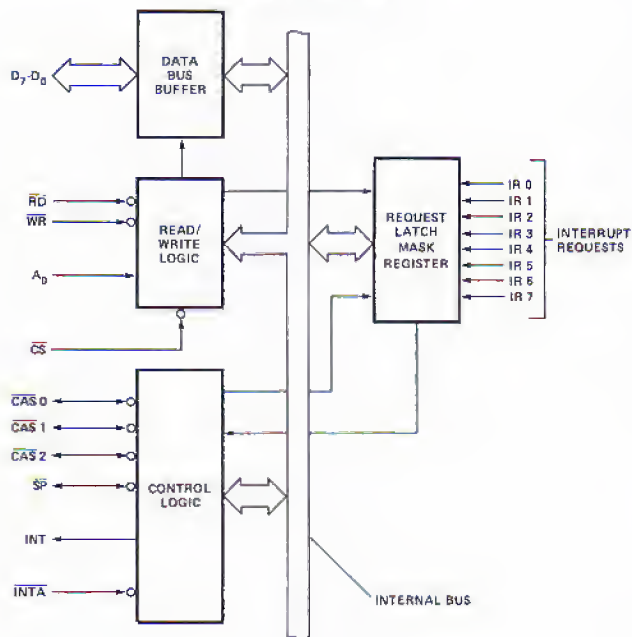 DATA
BUS
BUFFER
D7-D0
RD
WR
READ/
WRITE
LOGIC
A0
CS
REQUEST
LATCH
MASK
REGISTER
IR 0
IR 1
IR 2
IR 3
IR 4
IR 5
IR 6
IR 7
INTERRUPT
REQUESTS
CAS 0
CAS 1
CAS 2
SP
INT
INTA
CONTROL
LOGIC
INTERNAL BUS